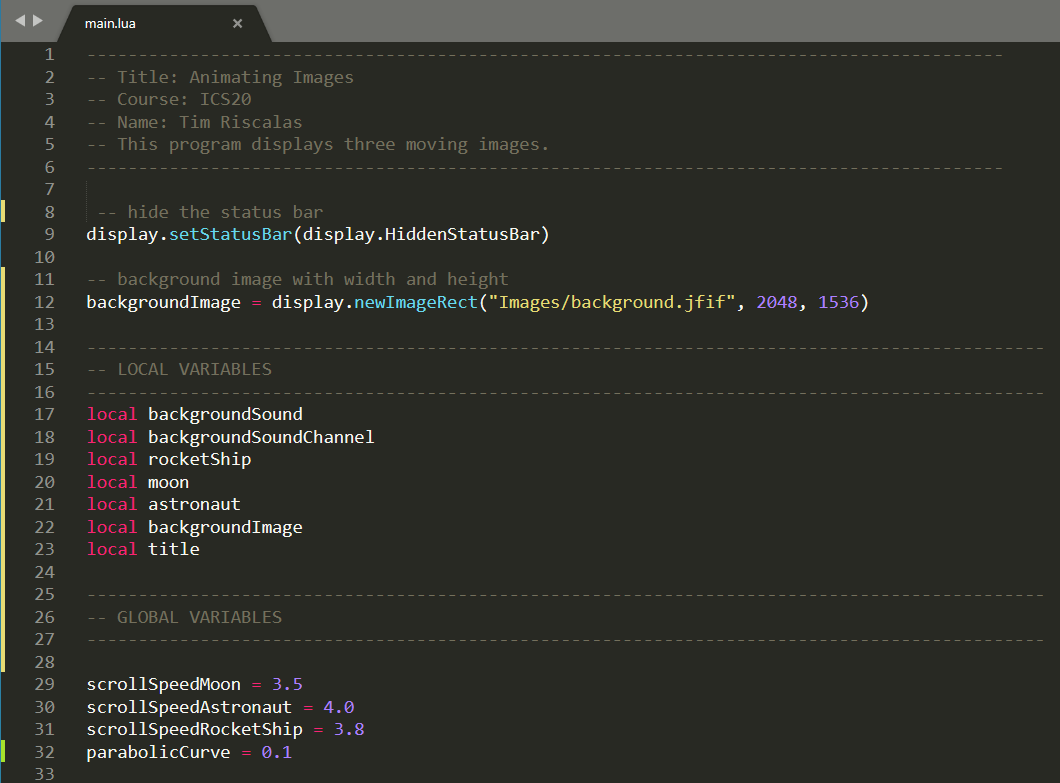 main.lua ×
1 -----------------------------------------------------------------------------------------
2 -- Title: Animating Images
3 -- Course: ICS20
4 -- Name: Tim Riscalas
5 -- This program displays three moving images.
6 -----------------------------------------------------------------------------------------
7
8 -- hide the status bar
9 display.setStatusBar(display.HiddenStatusBar)
10
11 -- background image with width and height
12 backgroundImage = display.newImageRect("Images/background.jfif", 2048, 1536)
13
14 ---------------------------------------------------------------------------------------------
15 -- LOCAL VARIABLES
16 ---------------------------------------------------------------------------------------------
17 local backgroundSound
18 local backgroundSoundChannel
19 local rocketShip
20 local moon
21 local astronaut
22 local backgroundImage
23 local title
24
25 ---------------------------------------------------------------------------------------------
26 -- GLOBAL VARIABLES
27 ---------------------------------------------------------------------------------------------
28
29 scrollSpeedMoon = 3.5
30 scrollSpeedAstronaut = 4.0
31 scrollSpeedRocketShip = 3.8
32 parabolicCurve = 0.1
33